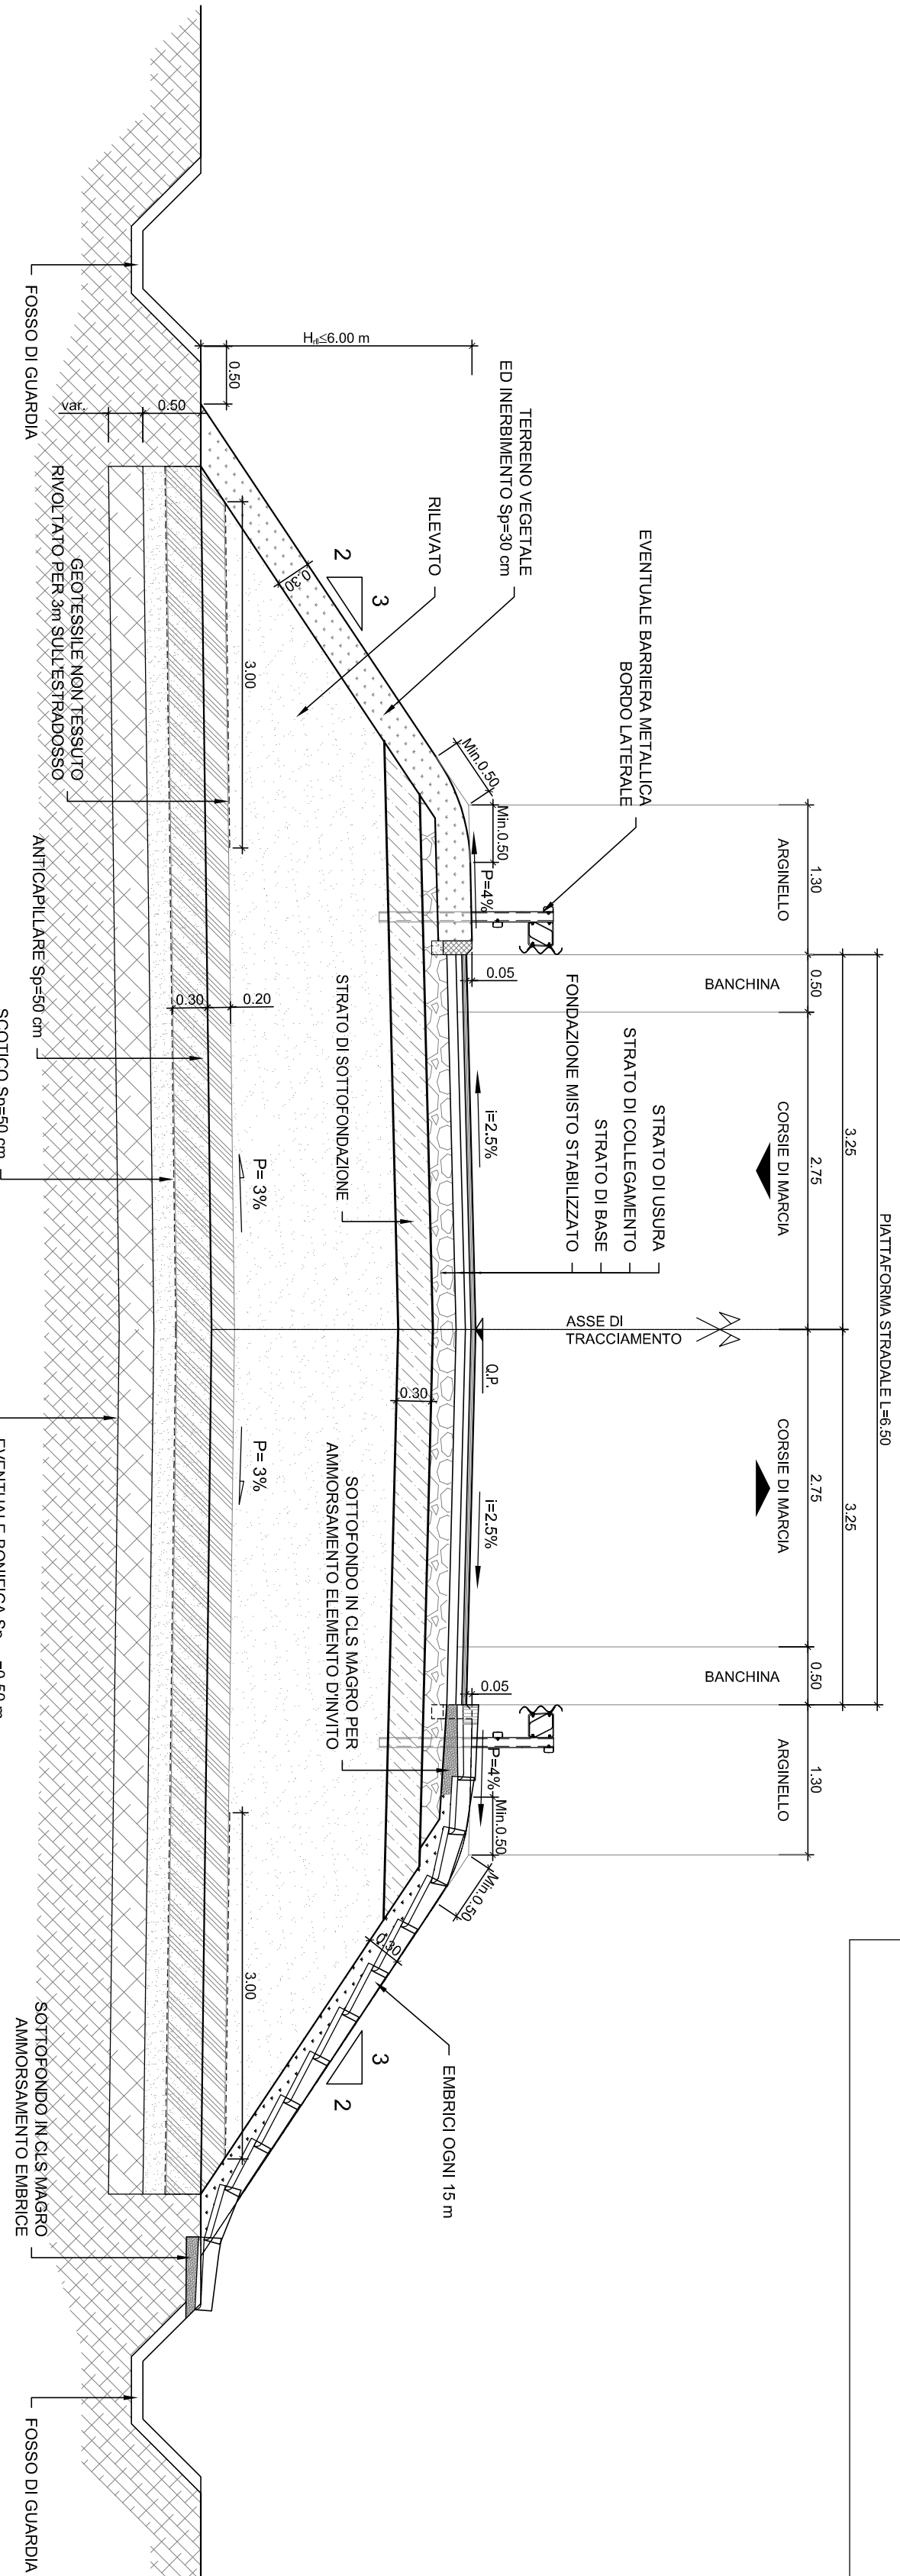 PIATTAFORMA STRADALE L=6.50
3.25
3.25
1.30
0.50
2.75
2.75
0.50
1.30
ARGINELLO
BANCHINA
CORSIE DI MARCIA
CORSIE DI MARCIA
BANCHINA
ARGINELLO
ASSE DI
TRACCIAMENTO
EVENTUALE BARRIERA METALLICA
BORDO LATERALE
STRATO DI USURA
STRATO DI COLLEGAMENTO
STRATO DI BASE
FONDAZIONE MISTO STABILIZZATO
TERRENO VEGETALE
ED INERBIMENTO Sp=30 cm
RILEVATO
EMBRICI OGNI 15 m
Min.0.50
Min.0.50
P=4%
0.05
i=2.5%
Q.P.
i=2.5%
0.05
P=4%
Min.0.50
Min.0.50
H ril≤6.00 m
0.30
2
3
STRATO DI SOTTOFONDAZIONE
0.30
SOTTOFONDO IN CLS MAGRO PER
AMMORSAMENTO ELEMENTO D'INVITO
0.30
3
2
0.50
3.00
0.20
0.30
P= 3%
P= 3%
3.00
var.
0.50
FOSSO DI GUARDIA
GEOTESSILE NON TESSUTO
RIVOLTATO PER 3m SULL'ESTRADOSSO
ANTICAPILLARE Sp=50 cm
SCOTICO Sp=50 cm
SOTTOFONDO IN CLS MAGRO
AMMORSAMENTO EMBRICE
FOSSO DI GUARDIA